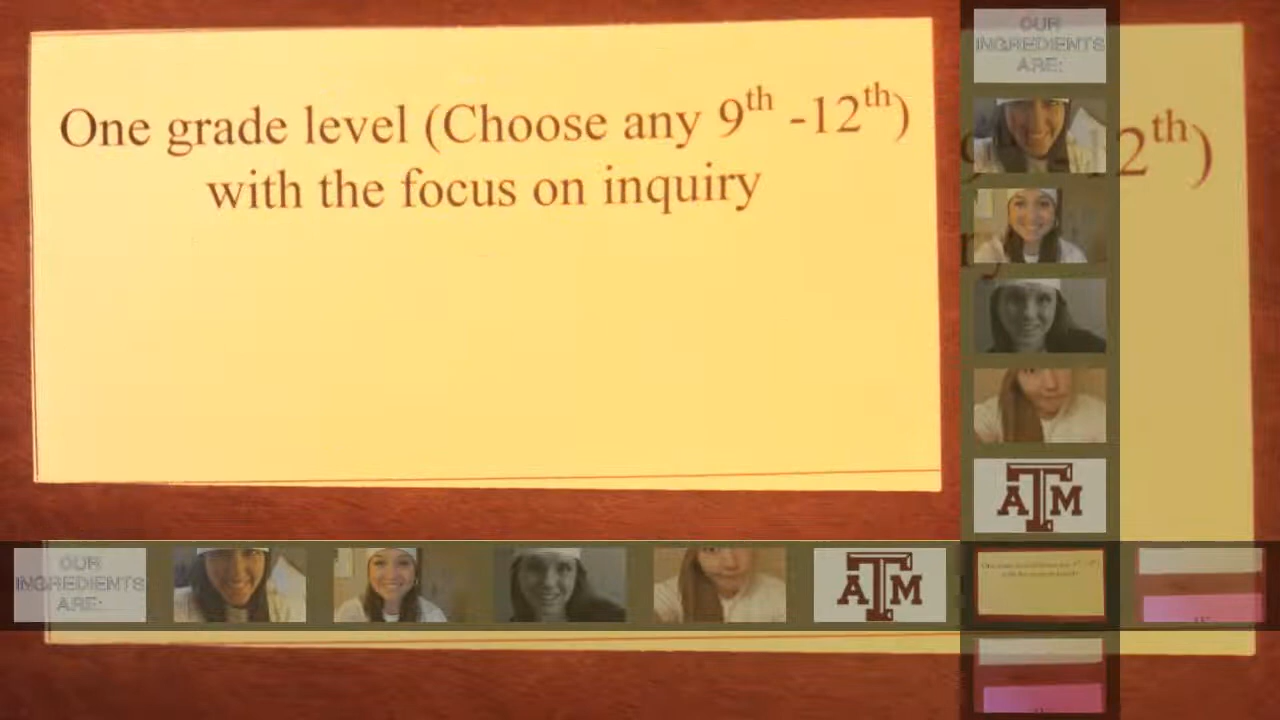 One grade level (Choose any 9th -12th)
with the focus on inquiry
2th)
OUR
INGREDIENTS
ARE:
ATM
OUR
INGREDIENTS
ARE:
ATM